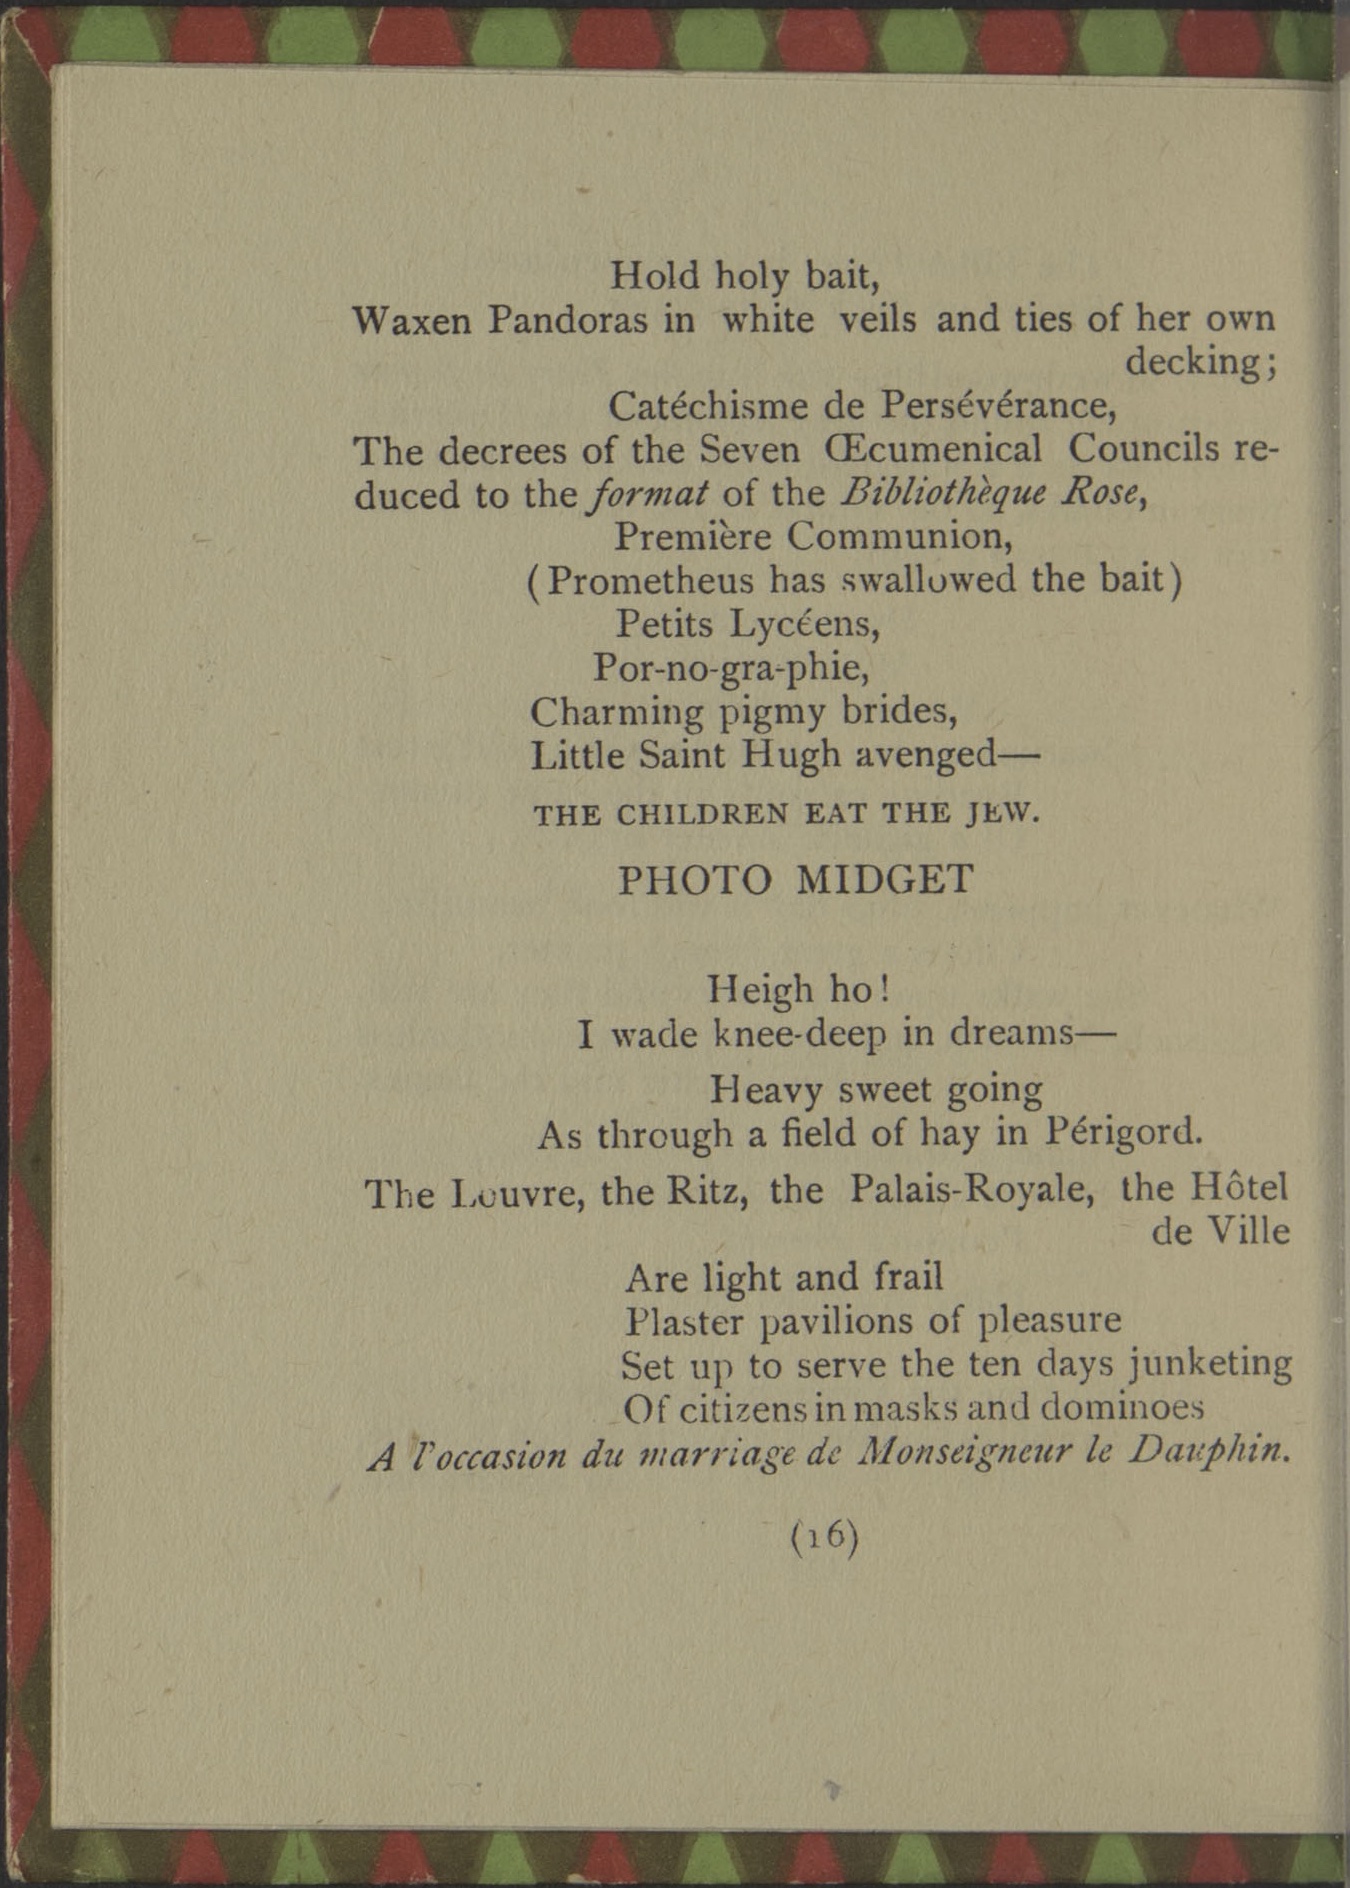 Hold holy bait,
Waxen Pandoras in white veils and ties of her own
decking;
Catéchisme de Persévérance,
The decrees of the Seven Œcumenical Councils re-
duced to the format of the Bibliothèque Rose,
Première Communion,
(Prometheus has swallowed the bait)
Petits Lycéens,
Por-no-gra-phie,
Charming pigmy brides,
Little Saint Hugh avenged—
THE CHILDREN EAT THE JEW.
PHOTO MIDGET
Heigh ho!
I wade knee-deep in dreams—
Heavy sweet going
As through a field of hay in Périgord.
The Louvre, the Ritz, the Palais-Royale, the Hôtel
de Ville
Are light and frail
Plaster pavilions of pleasure
Set up to serve the ten days junketing
Of citizens in masks and dominoes
A l'occasion du marriage de Monseigneur le Dauphin.
(16)